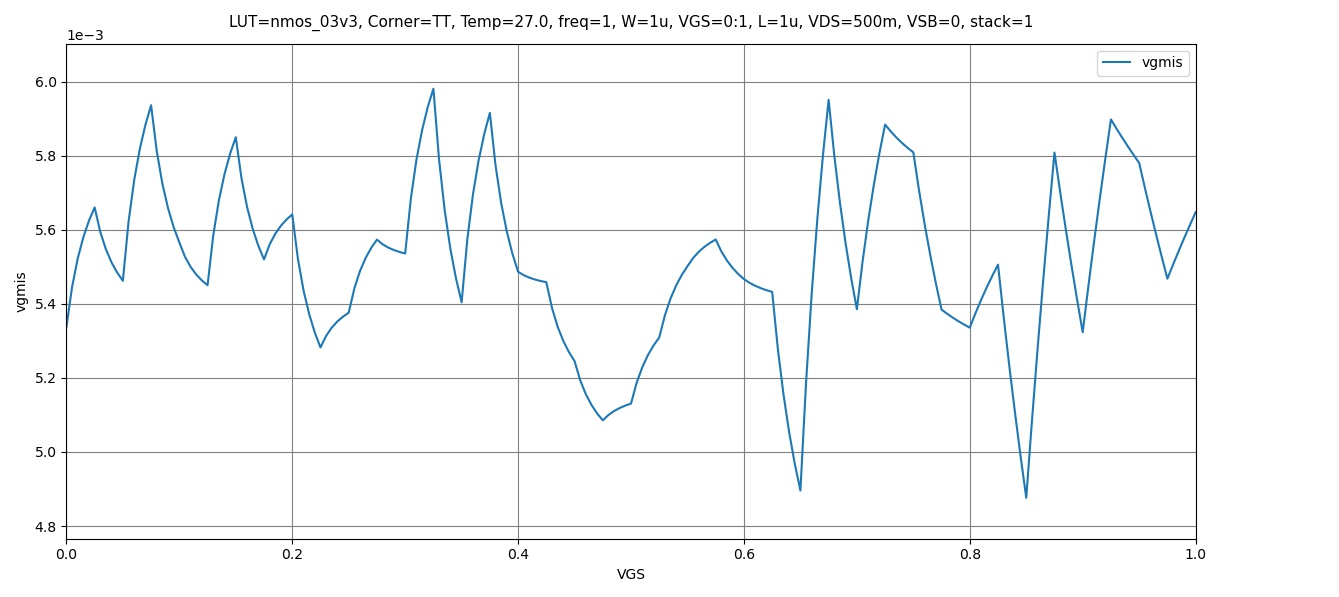 LUT=nmos_03v3, Corner=TT, Temp=27.0, freq=1, W=1u, VGS=0:1, L=1u, VDS=500m, VSB=0, stack=1
1e−3
vgmis
6.0
5.8
5.6
5.4
5.2
5.0
4.8
vgmis
0.0 0.2 0.4 0.6 0.8 1.0
VGS